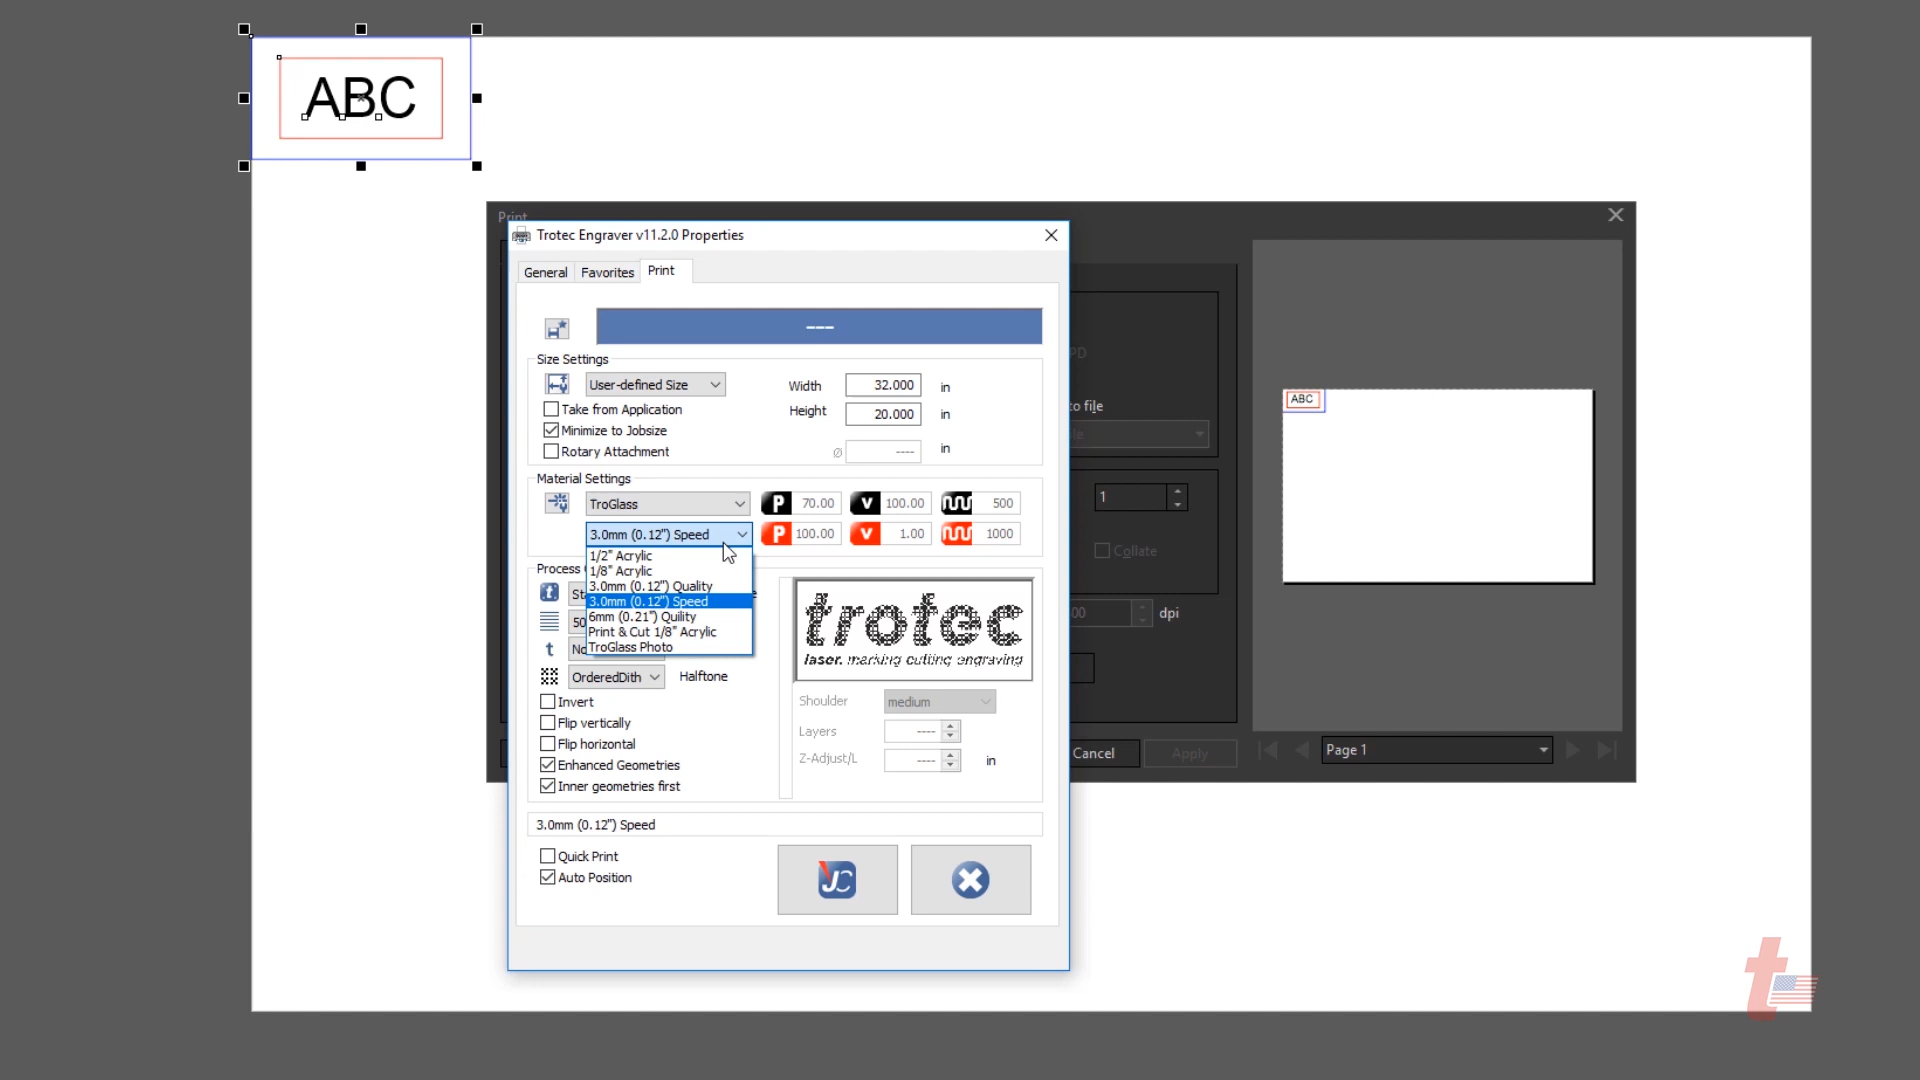 ABC
Print
Trotec Engraver v11.2.0 Properties
General
Favorites
Print
---
Size Settings
User-defined Size
Width
32.000
in
Take from Application
Height
20.000
in
Minimize to Jobsize
Rotary Attachment
Ø
----
in
Material Settings
TroGlass
P
70.00
v
100.00
500
3.0mm (0.12") Speed
P
100.00
v
1.00
1000
1/2" Acrylic
1/8" Acrylic
3.0mm (0.12") Quality
3.0mm (0.12") Speed
6mm (0.21") Quility
Print & Cut 1/8" Acrylic
TroGlass Photo
Process
t
t
OrderedDith
Halftone
Invert
Flip vertically
Flip horizontal
Enhanced Geometries
Inner geometries first
trotec
laser. marking cutting engraving
Shoulder
medium
Layers
----
Z-Adjust/L
----
in
3.0mm (0.12") Speed
Quick Print
Auto Position
JC
to file
1
Collate
dpi
Cancel
Apply
ABC
Page 1
t